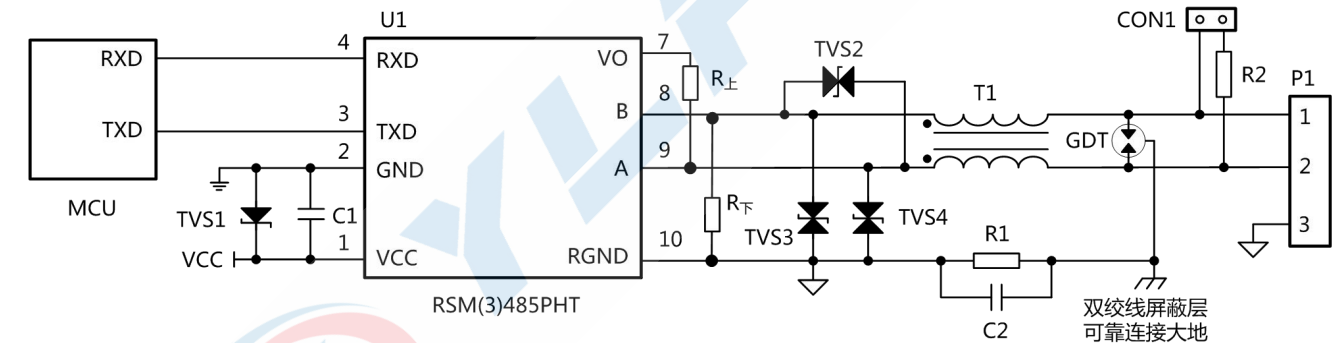 U1
CON1
MCU
RXD
TXD
4
3
2
1
RXD
TXD
GND
VCC
VO
B
A
RGND
7
8
9
10
RSM(3)485PHT
TVS1
C1
VCC
R上
R下
TVS2
TVS3
TVS4
T1
GDT
R2
P1
1
2
3
R1
C2
双绞线屏蔽层
可靠连接大地